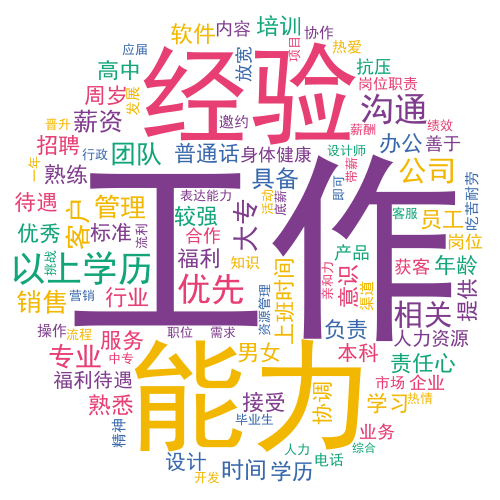 软件
内容
培训
协作
应届
放宽
项目
热爱
高中
经验
抗压
周岁
发展
岗位职责
薪资
沟通
晋升
邀约
薪酬
绩效
招聘
团队
普通话
身体健康
设计师
办公
善于
一年
熟练
行政
具备
即可
带薪
公司
吃苦耐劳
待遇
客户
管理
工作
表达能力
较强
大专
活动
底薪
客服
员工
优秀
标准
流利
合作
福利
知识
上班时间
产品
岗位
以上学历
挑战
亲和力
意识
获客
年龄
提供
销售
营销
行业
优先
资源管理
渠道
相关
操作
流程
服务
职位
需求
负责
人力资源
专业
中专
能力
男女
本科
责任心
福利待遇
市场
企业
熟悉
接受
协调
学习
热情
精神
毕业生
业务
设计
时间
学历
人力
电话
综合
开发